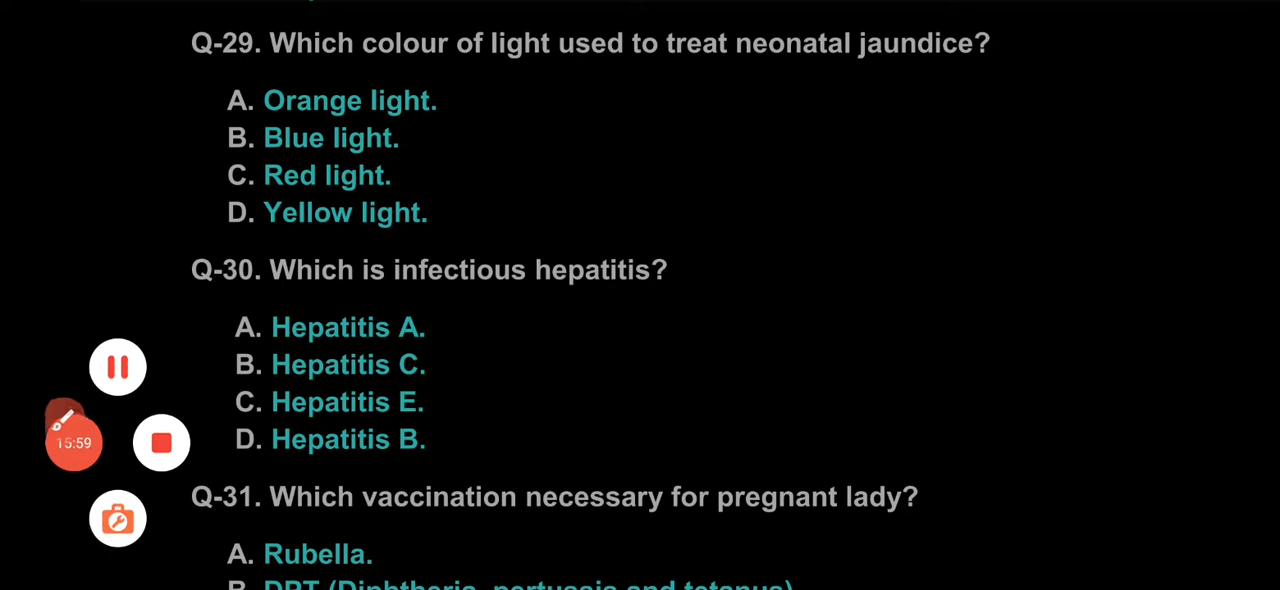 Q-29. Which colour of light used to treat neonatal jaundice?
A. Orange light.
B. Blue light.
C. Red light.
D. Yellow light.
Q-30. Which is infectious hepatitis?
A. Hepatitis A.
B. Hepatitis C.
C. Hepatitis E.
D. Hepatitis B.
15:59
Q-31. Which vaccination necessary for pregnant lady?
A. Rubella.
B. DPT (Diphtheria, pertussis and tetanus)